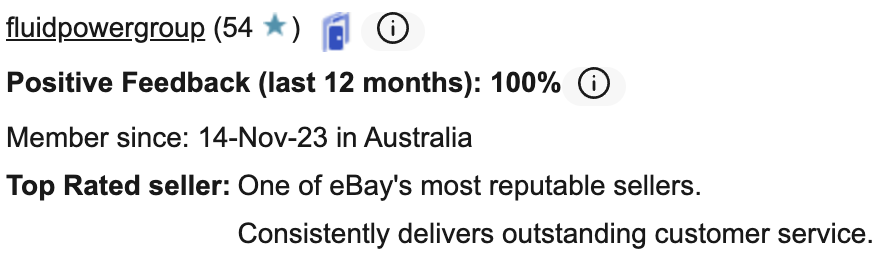 fluidpowergroup (54 ★)
Positive Feedback (last 12 months): 100%
Member since: 14-Nov-23 in Australia
Top Rated seller: One of eBay's most reputable sellers.
Consistently delivers outstanding customer service.